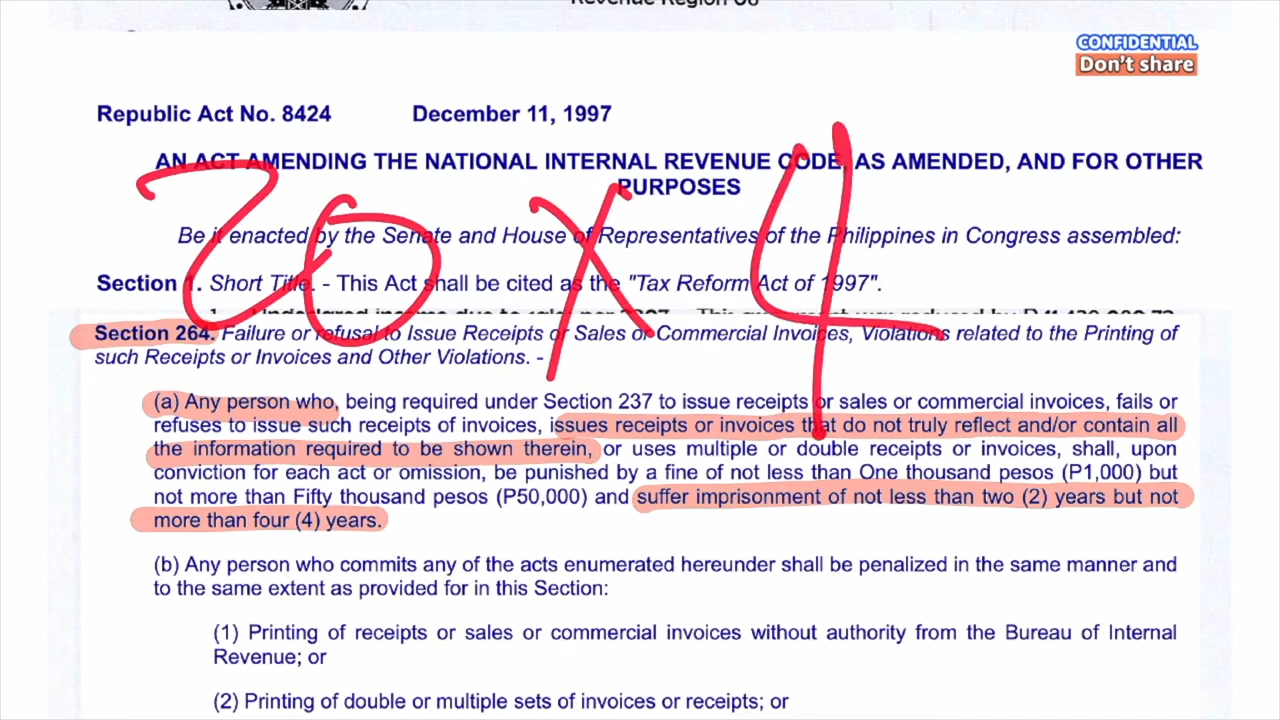 Revenue Region 08
CONFIDENTIAL
Don't share
Republic Act No. 8424 December 11, 1997
AN ACT AMENDING THE NATIONAL INTERNAL REVENUE CODE, AS AMENDED, AND FOR OTHER
PURPOSES
Be it enacted by the Senate and House of Representatives of the Philippines in Congress assembled:
Section 1. Short Title. - This Act shall be cited as the "Tax Reform Act of 1997".
20 x 4
Section 264. Failure or refusal to Issue Receipts or Sales or Commercial Invoices, Violations related to the Printing of
such Receipts or Invoices and Other Violations. -
(a) Any person who, being required under Section 237 to issue receipts or sales or commercial invoices, fails or
refuses to issue such receipts of invoices, issues receipts or invoices that do not truly reflect and/or contain all
the information required to be shown therein, or uses multiple or double receipts or invoices, shall, upon
conviction for each act or omission, be punished by a fine of not less than One thousand pesos (P1,000) but
not more than Fifty thousand pesos (P50,000) and suffer imprisonment of not less than two (2) years but not
more than four (4) years.
(b) Any person who commits any of the acts enumerated hereunder shall be penalized in the same manner and
to the same extent as provided for in this Section:
(1) Printing of receipts or sales or commercial invoices without authority from the Bureau of Internal
Revenue; or
(2) Printing of double or multiple sets of invoices or receipts; or